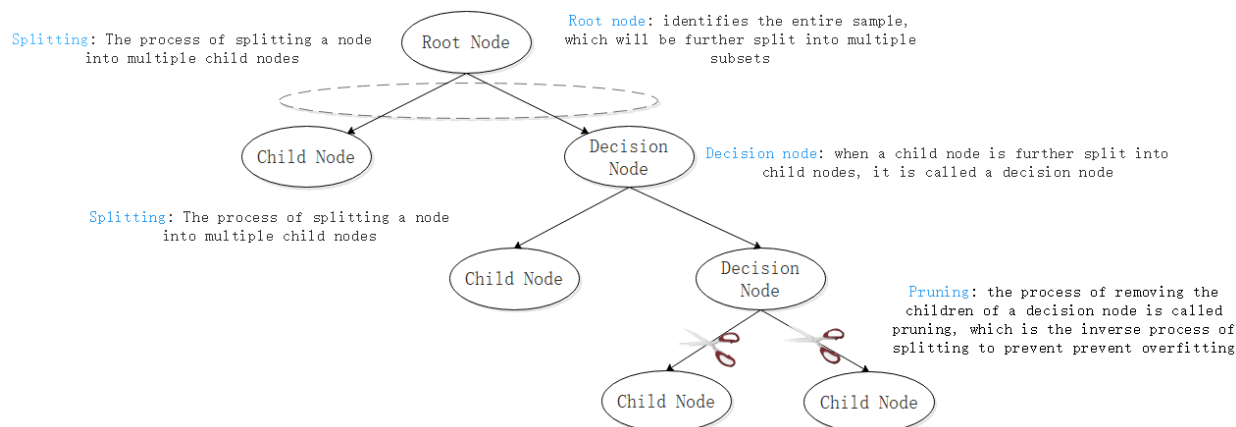 Splitting: The process of splitting a node
into multiple child nodes
Root Node
Root node: identifies the entire sample,
which will be further split into multiple
subsets
Child Node
Decision
Node
Decision node: when a child node is further split into
child nodes, it is called a decision node
Splitting: The process of splitting a node
into multiple child nodes
Child Node
Decision
Node
Pruning: the process of removing the
children of a decision node is called
pruning, which is the inverse process of
splitting to prevent prevent overfitting
Child Node
Child Node